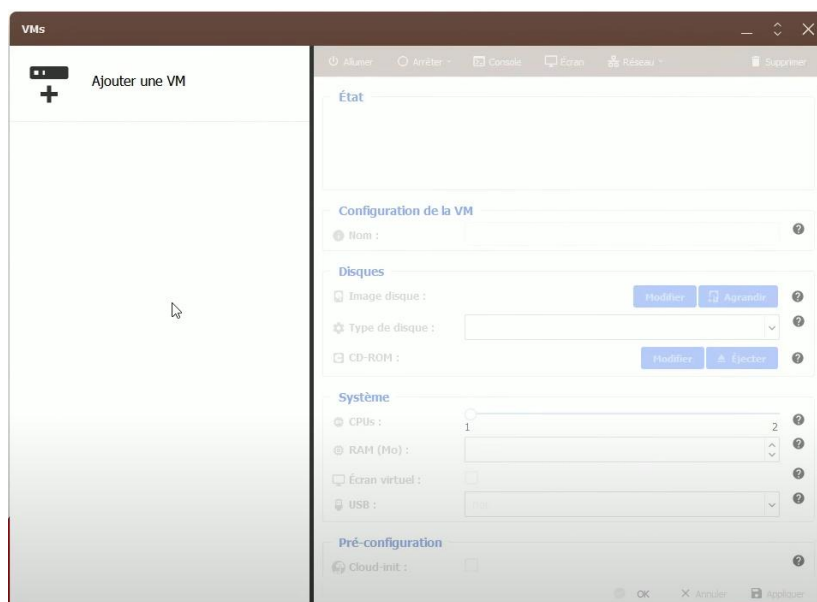 VMs
Ajouter une VM
Allumer Arrêter Console Écran Réseau Supprimer
État
Configuration de la VM
Nom :
Disques
Image disque : Modifier Agrandir
Type de disque :
CD-ROM : Modifier Éjecter
Système
CPUs :
1 2
RAM (Mo) :
Écran virtuel :
USB :
Pré-configuration
Cloud-init :
OK Annuler Appliquer